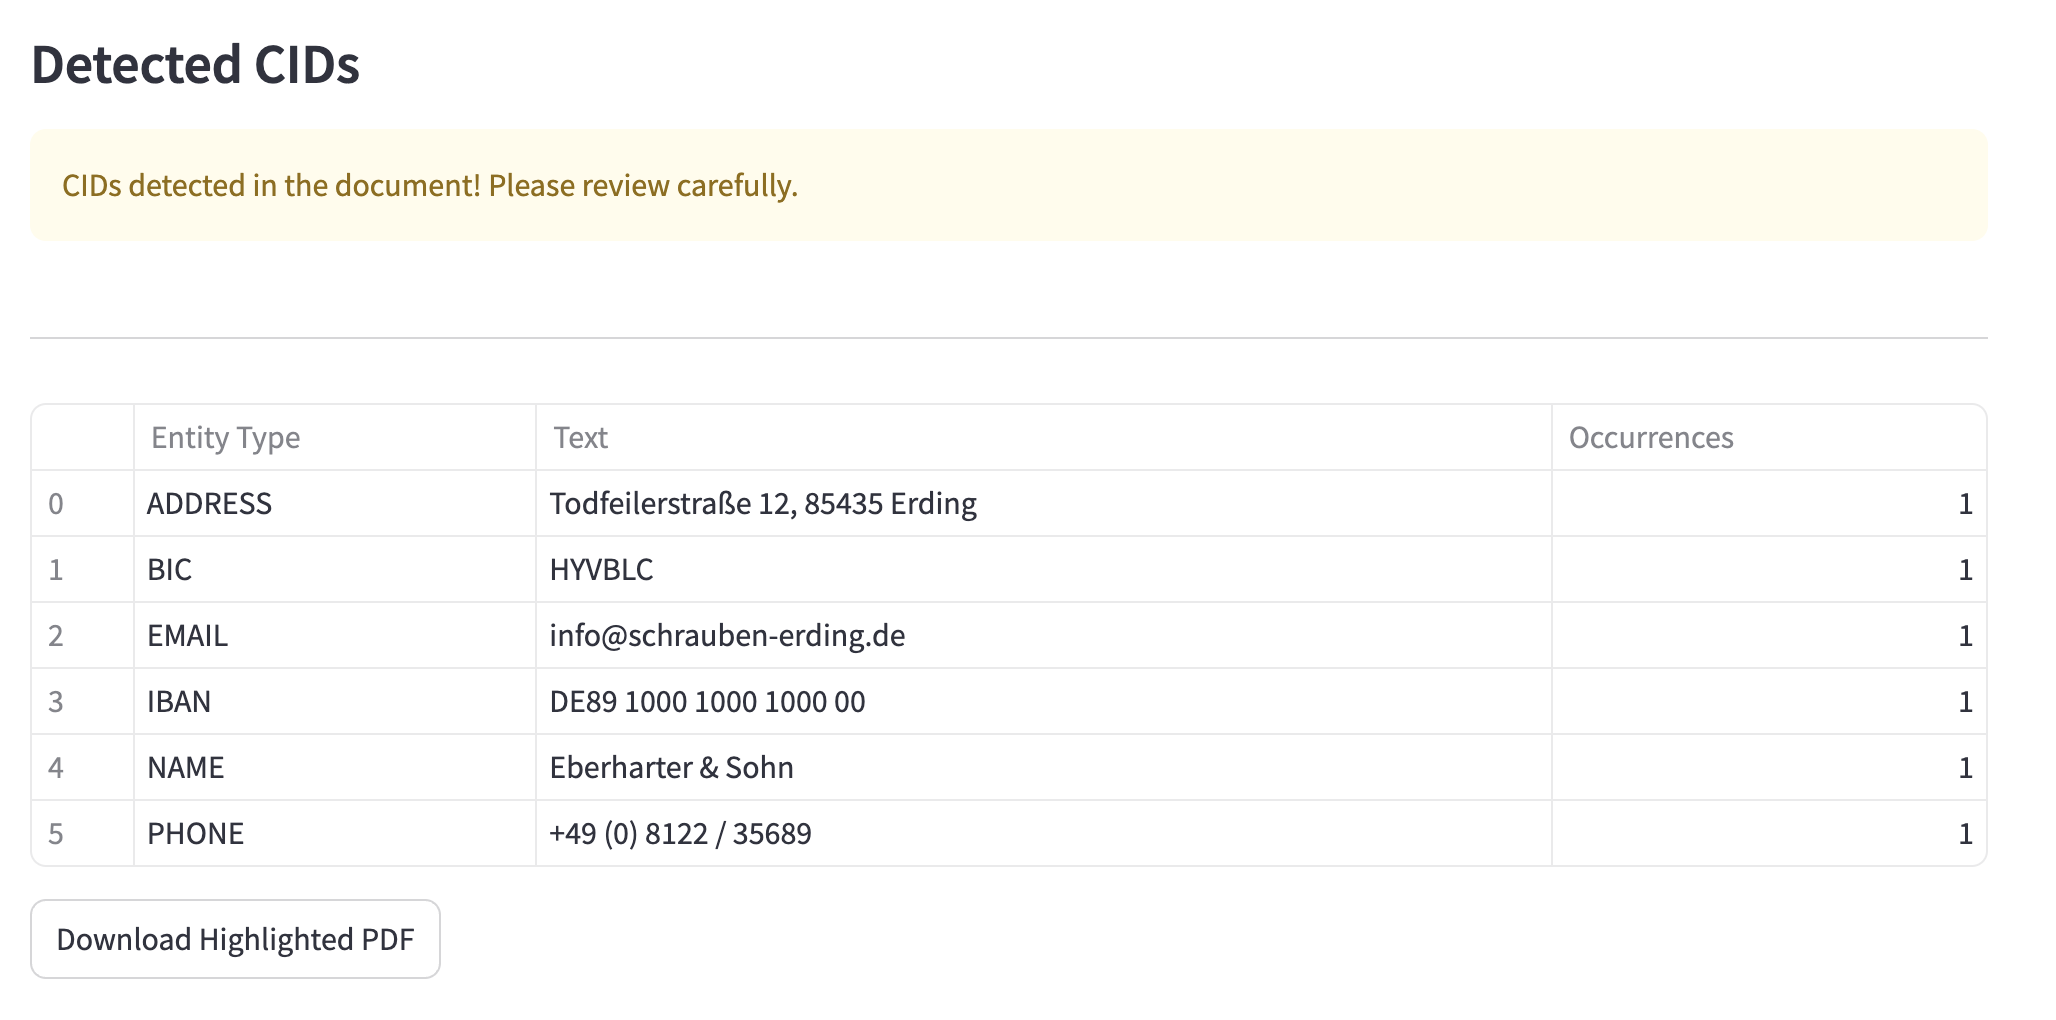 Detected CIDs
CIDs detected in the document! Please review carefully.
Entity Type Text Occurrences
0 ADDRESS Todfeilerstraße 12, 85435 Erding 1
1 BIC HYVBLC 1
2 EMAIL info@schrauben-erding.de 1
3 IBAN DE89 1000 1000 1000 00 1
4 NAME Eberharter & Sohn 1
5 PHONE +49 (0) 8122 / 35689 1
Download Highlighted PDF